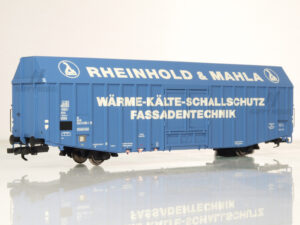 RHEINHOLD & MAHLA
WÄRME-KÄLTE-SCHALLSCHUTZ
FASSADENTECHNIK